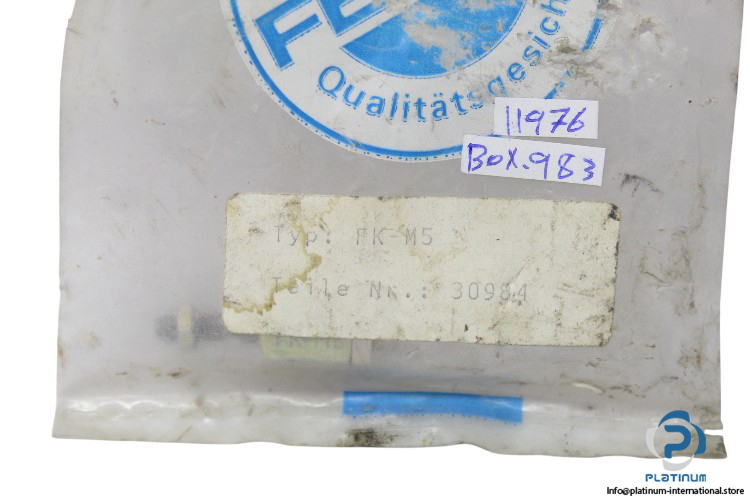 FE
Qualitätsgesich
11976
Box.983
Typ: FK-M5
Teile Nr.: 30984
PLATINUM
Info@platinum-international.store